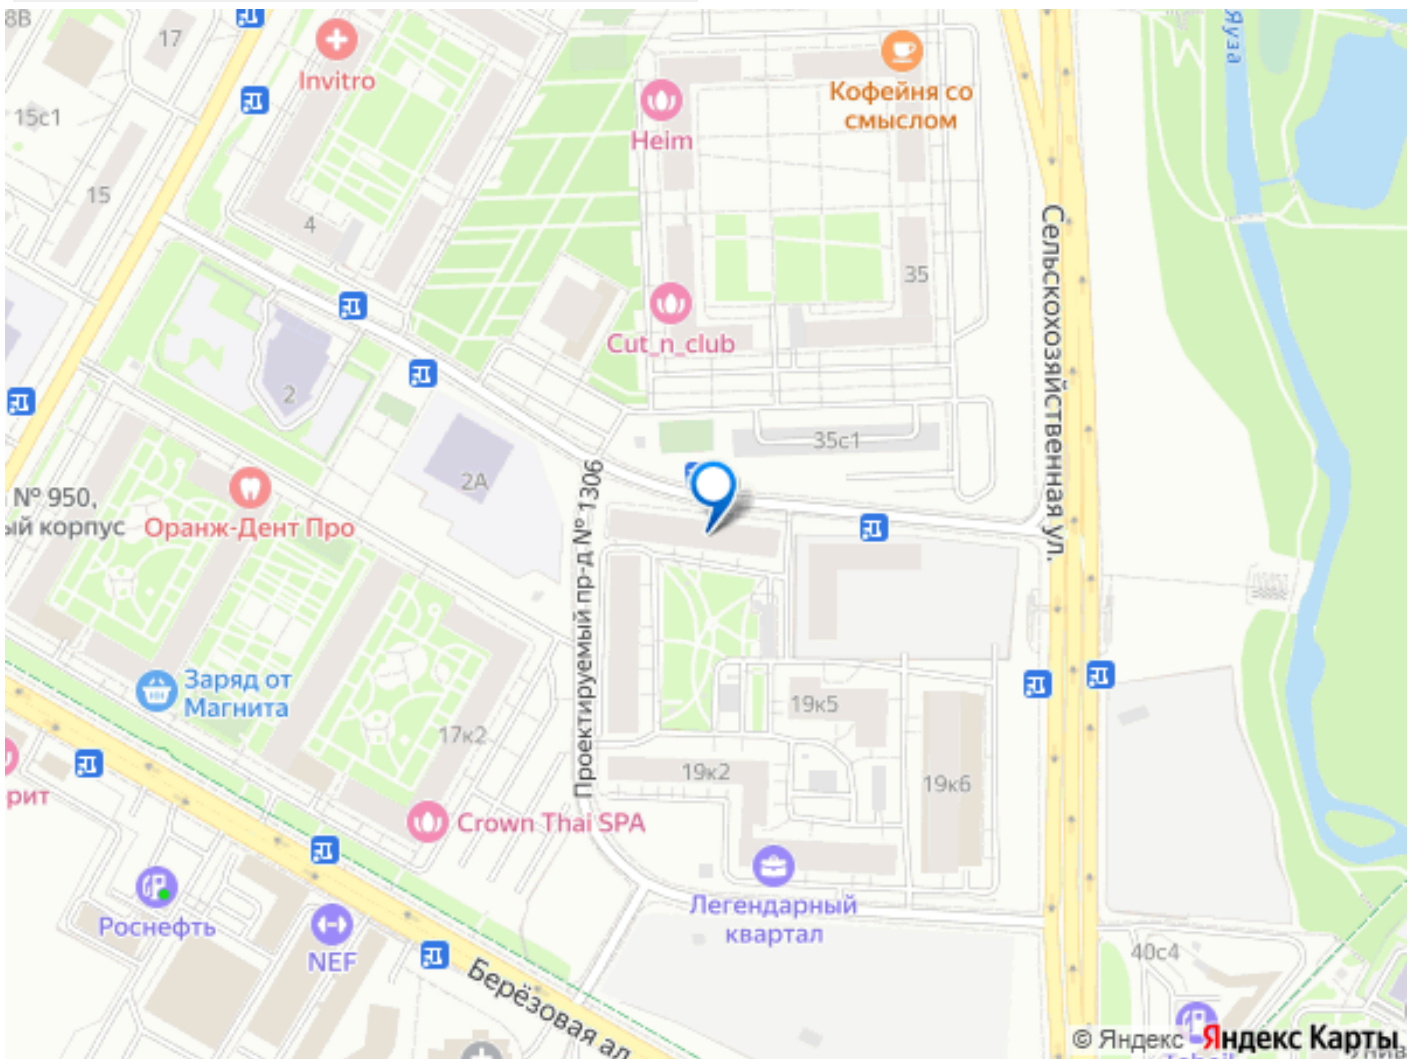 8В
17
Invitro
15с1
15
4
Heim
Кофейня со
смыслом
Яуза
35
Cut_n_club
Сельскохозяйственная ул.
2
35с1
2А
№ 950,
ый корпус
Оранж-Дент Про
Проектируемый пр-д № 1306
Заряд от
Магнита
17к2
19к5
19к2
19к6
рит
Crown Thai SPA
Роснефть
NEF
Легендарный
квартал
40с4
Берёзовая ал
© Яндекс Яндекс Карты